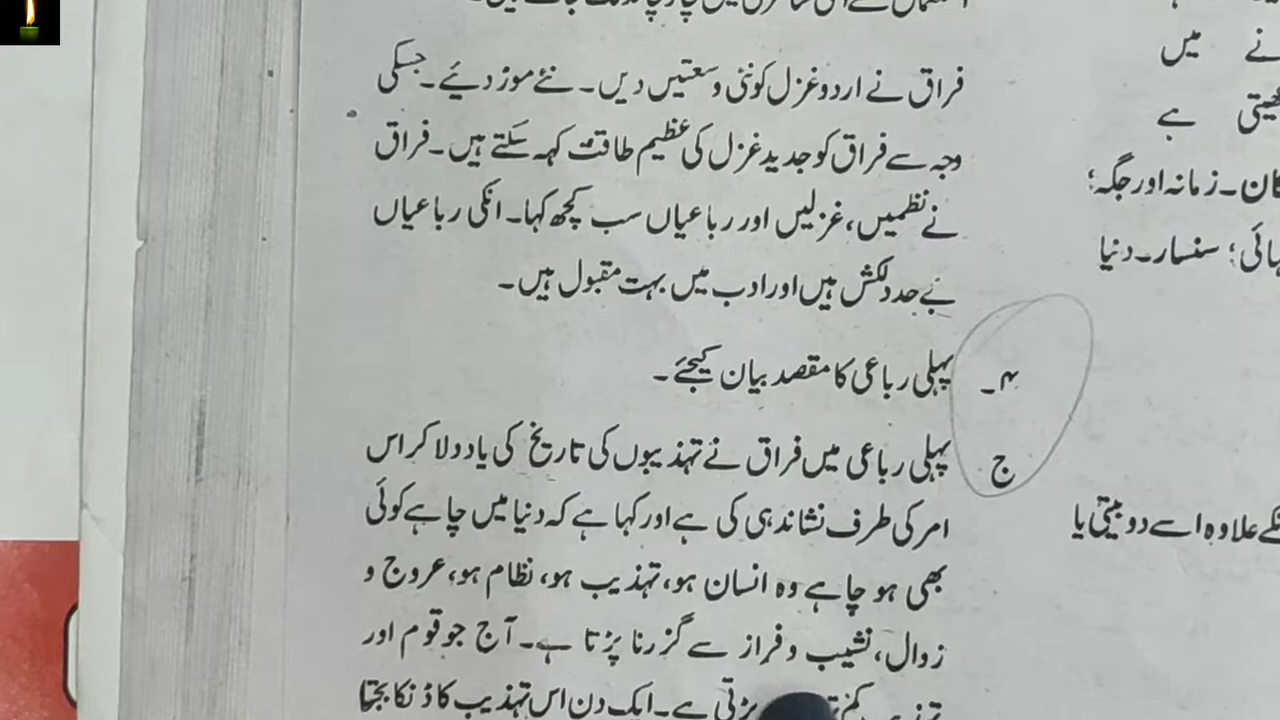 فراق نے اردو غزل کو نئی وسعتیں دیں۔ نئے موز دیئے۔ جسکی
وجہ سے فراق کو جدید غزل کی عظیم طاقت کہہ سکتے ہیں۔ فراق
نے نظمیں، غزلیں اور رباعیاں سب کچھ کہا۔ انکی رباعیاں
بے حد دلکش ہیں اور ادب میں بہت مقبول ہیں۔
۴۔ پہلی رباعی کا مقصد بیان کیجئے۔
ج پہلی رباعی میں فراق نے تہذیبوں کی تاریخ کی یاد دلا کر اس
امر کی طرف نشاندہی کی ہے اور کہا ہے کہ دنیا میں چاہے کوئی
بھی ہو چاہے وہ انسان ہو، تہذیب ہو، نظام ہو، عروج و
زوال، نشیب و فراز سے گزرنا پڑتا ہے۔ آج جو قوم اور
پڑتی ہے۔ ایک دن اس تہذیب کا ڈنکا بجتا
نے میں
ہے
زمانہ اور جگہ؛
سنسار۔ دنیا
علاوہ اسے دو بیتی یا